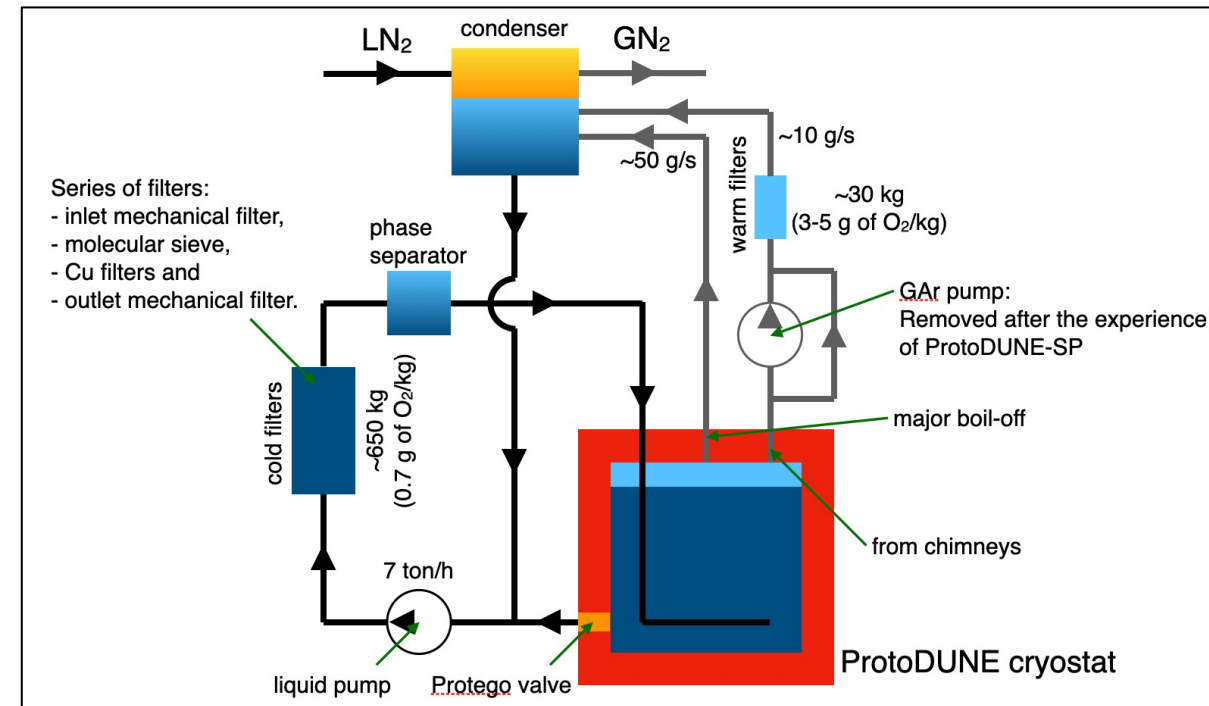 condenser
LN₂
GN₂
~10 g/s
~50 g/s
warm filters
~30 kg
(3-5 g of O₂/kg)
Series of filters:
- inlet mechanical filter,
- molecular sieve,
- Cu filters and
- outlet mechanical filter.
phase
separator
GAr pump:
Removed after the experience
of ProtoDUNE-SP
cold filters
~650 kg
(0.7 g of O₂/kg)
major boil-off
from chimneys
7 ton/h
liquid pump
Protego valve
ProtoDUNE cryostat